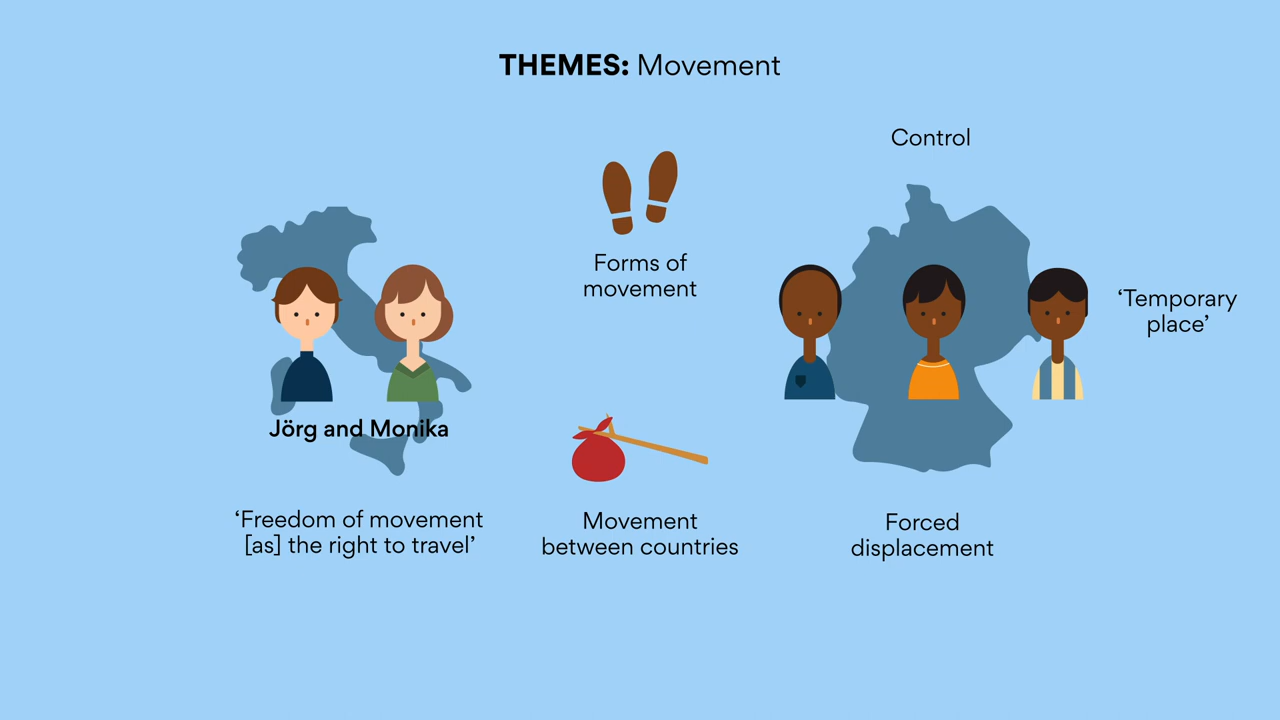 THEMES: Movement
Control
Forms of
movement
‘Temporary
place’
Jörg and Monika
‘Freedom of movement
[as] the right to travel’
Movement
between countries
Forced
displacement